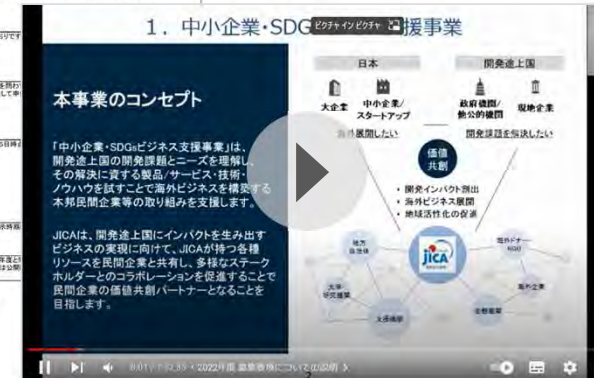 1. 中小企業・SDG
ピクチャ イン ピクチャ
援事業
本事業のコンセプト
「中小企業・SDGsビジネス支援事業」は、
開発途上国の開発課題とニーズを理解し、
その解決に資する製品/サービス・技術・
ノウハウを試すことで海外ビジネスを構築する
本邦民間企業等の取り組みを支援します。
JICAは、開発途上国にインパクトを生み出す
ビジネスの実現に向けて、JICAが持つ各種
リソースを民間企業と共有し、多様なステーク
ホルダーとのコラボレーションを促進することで
民間企業の価値共創パートナーとなることを
目指します。
日本
開発途上国
大企業
中小企業/
スタートアップ
政府機関/
他公的機関
現地企業
海外展開したい
開発課題を解決したい
価値
共創
• 開発インパクト創出
• 海外ビジネス展開
• 地域活性化の促進
地方
自治体
JICA
海外ドナー
NGO
大学
研究機関
海外企業
支援機関
金融機関
2022年度 募集要項についての説明